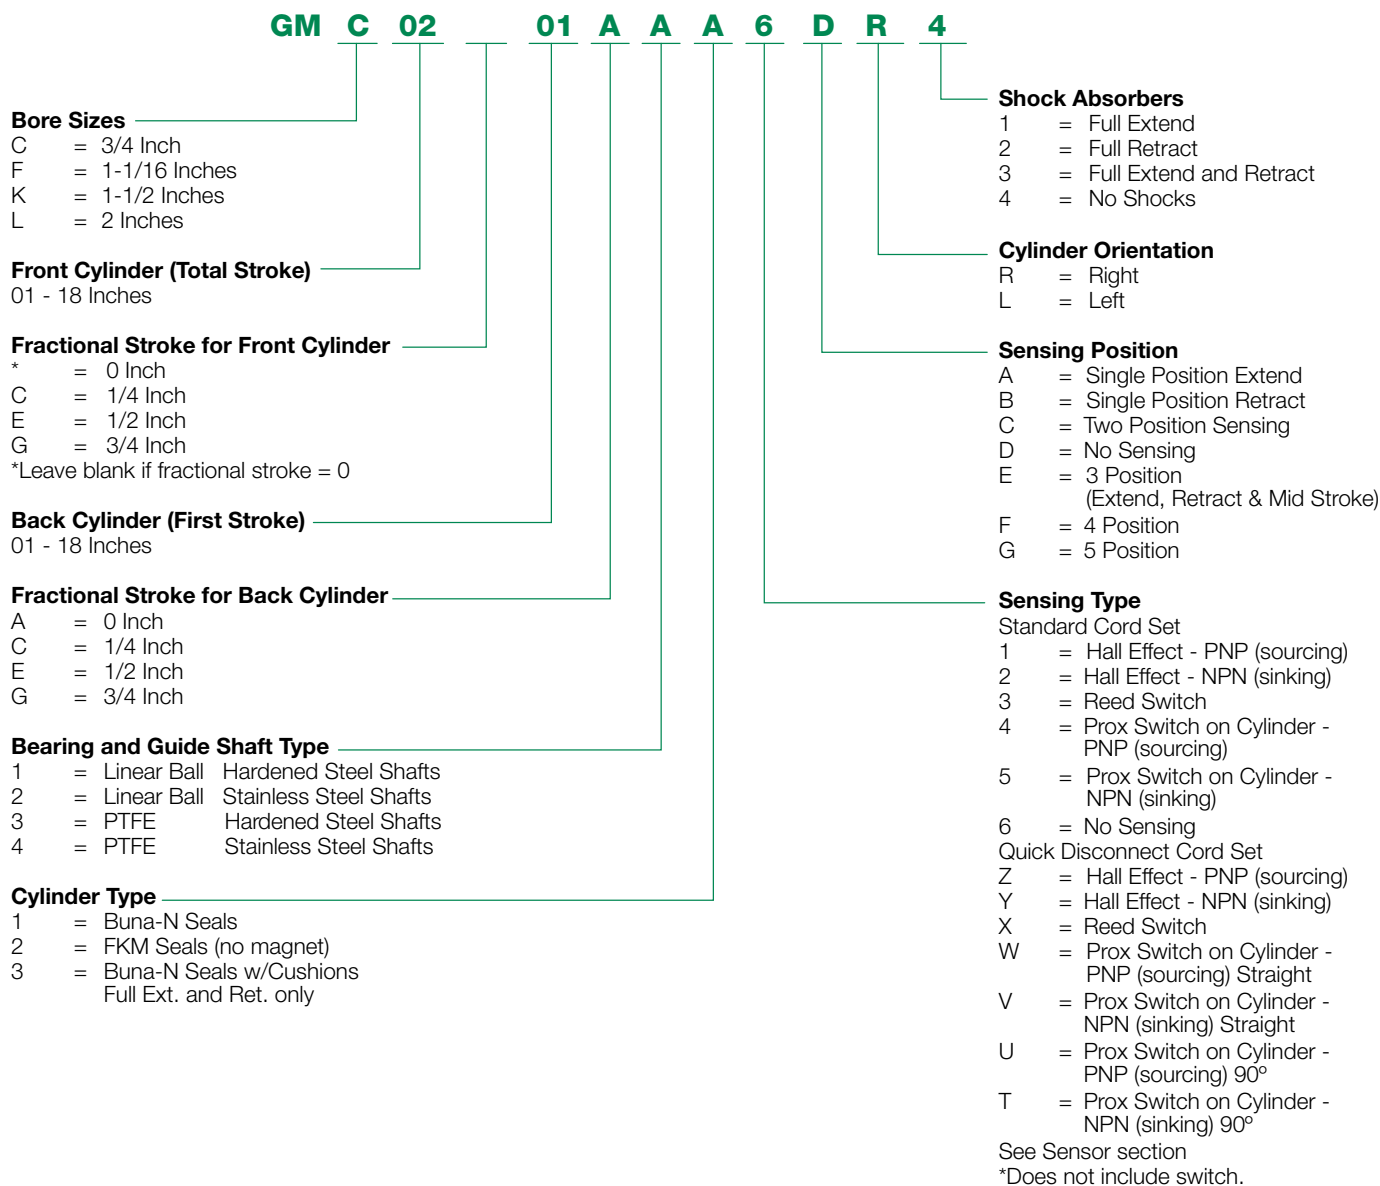 GM C 02 01 A A A 6 D R 4
Bore Sizes
C = 3/4 Inch
F = 1-1/16 Inches
K = 1-1/2 Inches
L = 2 Inches
Front Cylinder (Total Stroke)
01 - 18 Inches
Fractional Stroke for Front Cylinder
* = 0 Inch
C = 1/4 Inch
E = 1/2 Inch
G = 3/4 Inch
*Leave blank if fractional stroke = 0
Back Cylinder (First Stroke)
01 - 18 Inches
Fractional Stroke for Back Cylinder
A = 0 Inch
C = 1/4 Inch
E = 1/2 Inch
G = 3/4 Inch
Bearing and Guide Shaft Type
1 = Linear Ball Hardened Steel Shafts
2 = Linear Ball Stainless Steel Shafts
3 = PTFE Hardened Steel Shafts
4 = PTFE Stainless Steel Shafts
Cylinder Type
1 = Buna-N Seals
2 = FKM Seals (no magnet)
3 = Buna-N Seals w/Cushions
Full Ext. and Ret. only
Shock Absorbers
1 = Full Extend
2 = Full Retract
3 = Full Extend and Retract
4 = No Shocks
Cylinder Orientation
R = Right
L = Left
Sensing Position
A = Single Position Extend
B = Single Position Retract
C = Two Position Sensing
D = No Sensing
E = 3 Position
(Extend, Retract & Mid Stroke)
F = 4 Position
G = 5 Position
Sensing Type
Standard Cord Set
1 = Hall Effect - PNP (sourcing)
2 = Hall Effect - NPN (sinking)
3 = Reed Switch
4 = Prox Switch on Cylinder -
PNP (sourcing)
5 = Prox Switch on Cylinder -
NPN (sinking)
6 = No Sensing
Quick Disconnect Cord Set
Z = Hall Effect - PNP (sourcing)
Y = Hall Effect - NPN (sinking)
X = Reed Switch
W = Prox Switch on Cylinder -
PNP (sourcing) Straight
V = Prox Switch on Cylinder -
NPN (sinking) Straight
U = Prox Switch on Cylinder -
PNP (sourcing) 90º
T = Prox Switch on Cylinder -
NPN (sinking) 90º
See Sensor section
*Does not include switch.